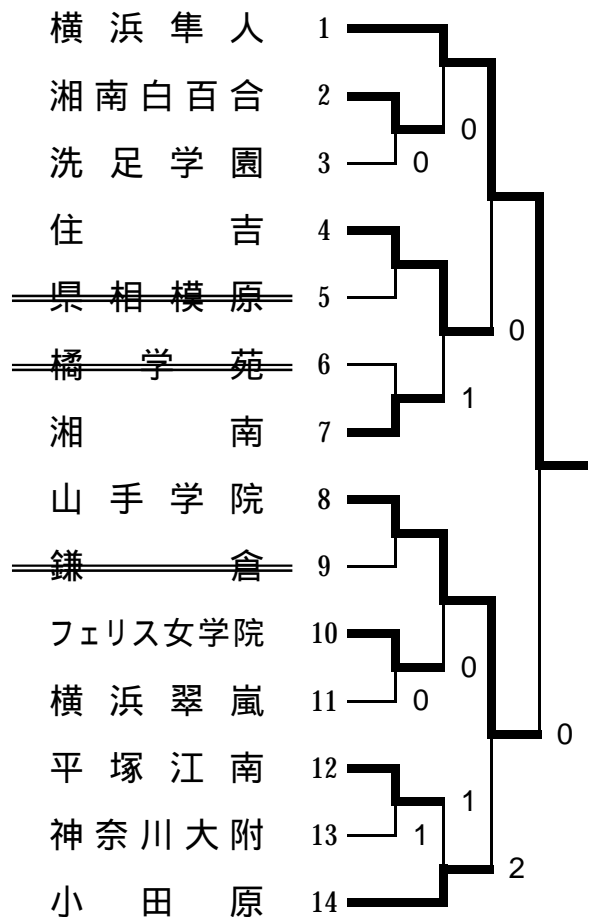 横浜隼人 1
湘南白百合 2 0
洗足学園 3 0
住吉 4
県相模原 5 0
橘学苑 6
湘南 7 1
山手学院 8
鎌倉 9
フェリス女学院 10 0
横浜翠嵐 11 0
0
平塚江南 12 1
神奈川大附 13 1
2
小田原 14